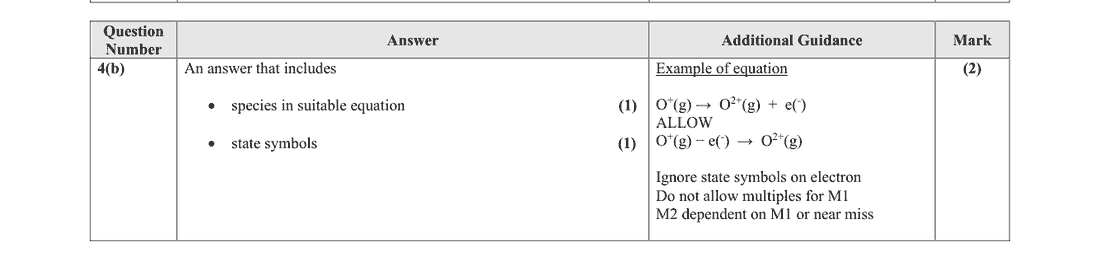 Question Number Answer Additional Guidance Mark
4(b) An answer that includes Example of equation (2)
• species in suitable equation (1) O⁺(g) → O²⁺(g) + e(⁻)
ALLOW
• state symbols (1) O⁺(g) – e(⁻) → O²⁺(g)
Ignore state symbols on electron
Do not allow multiples for M1
M2 dependent on M1 or near miss